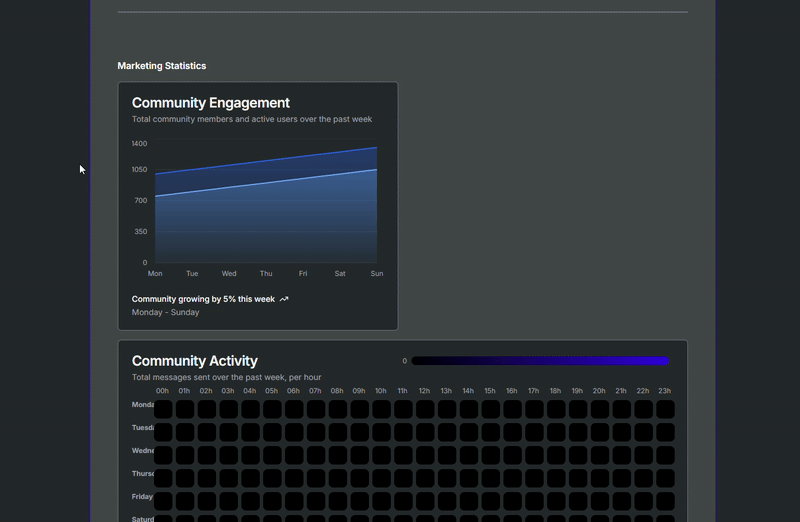 Marketing Statistics
Community Engagement
Total community members and active users over the past week
1400
1050
700
350
0
Mon Tue Wed Thu Fri Sat Sun
Community growing by 5% this week
Monday - Sunday
Community Activity
0
Total messages sent over the past week, per hour
00h 01h 02h 03h 04h 05h 06h 07h 08h 09h 10h 11h 12h 13h 14h 15h 16h 17h 18h 19h 20h 21h 22h 23h
Monda
Tuesda
Wedne
Thurs
Friday
Saturd